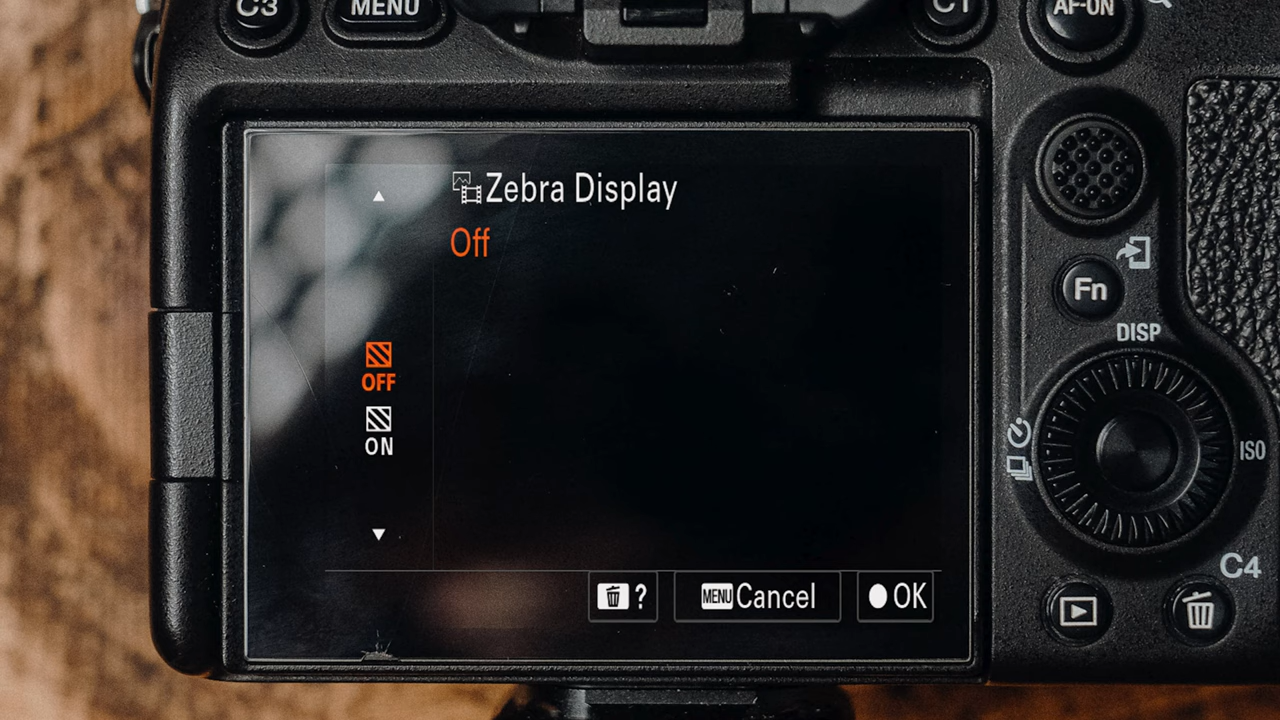 C3
MENU
C1
AF-ON
Zebra Display
Off
OFF
ON
? MENU Cancel OK
Fn
DISP
ISO
C4